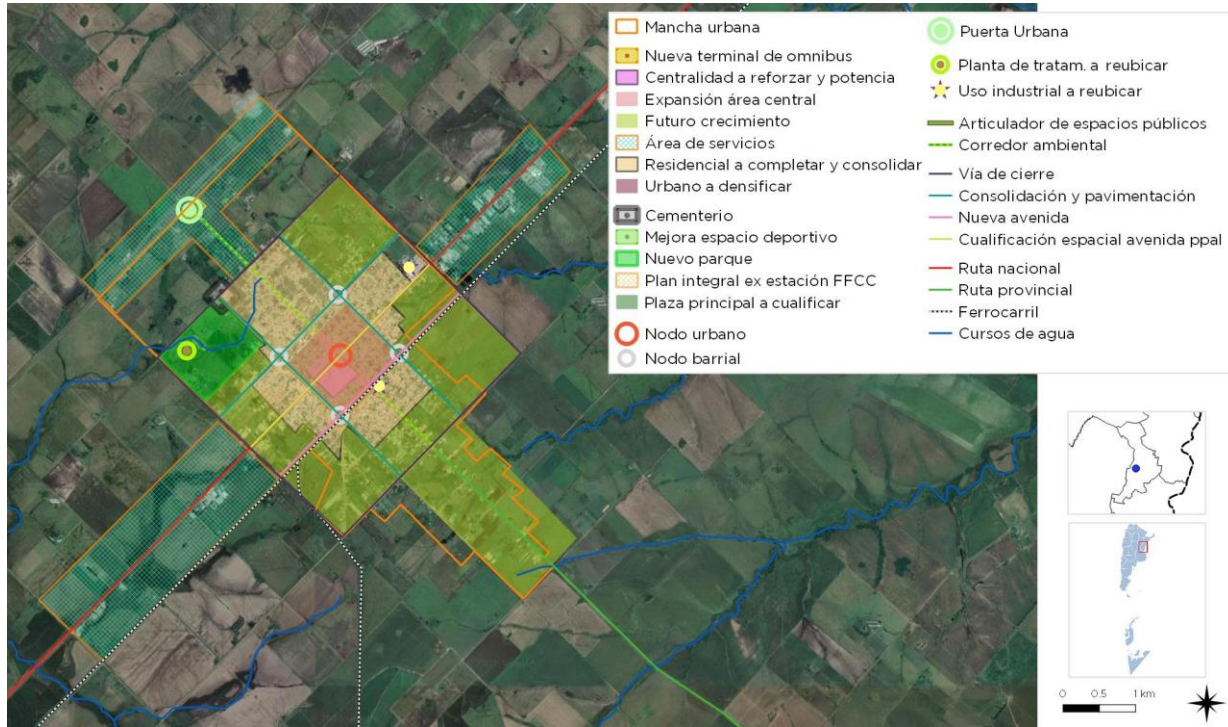 Mancha urbana
Nueva terminal de omnibus
Centralidad a reforzar y potencia
Expansión área central
Futuro crecimiento
Área de servicios
Residencial a completar y consolidar
Urbano a densificar
Cementerio
Mejora espacio deportivo
Nuevo parque
Plan integral ex estación FFCC
Plaza principal a cualificar
Nodo urbano
Nodo barrial
Puerta Urbana
Planta de tratam. a reubicar
Uso industrial a reubicar
Articulador de espacios públicos
Corredor ambiental
Vía de cierre
Consolidación y pavimentación
Nueva avenida
Cualificación espacial avenida ppal
Ruta nacional
Ruta provincial
Ferrocarril
Cursos de agua
0 0.5 1 km